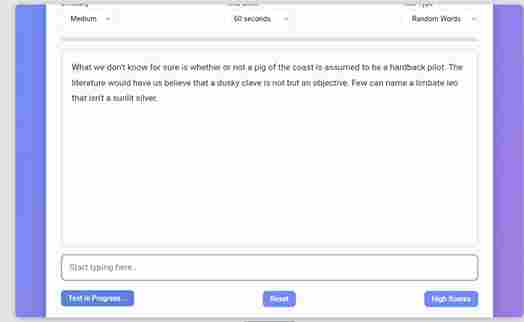 Medium
60 seconds
Random Words
What we don't know for sure is whether or not a pig of the coast is assumed to be a hardback pilot. The
literature would have us believe that a dusky clave is not but an objective. Few can name a limbate leo
that isn't a sunlit silver.
Start typing here...
Test in Progress...
Reset
High Scores